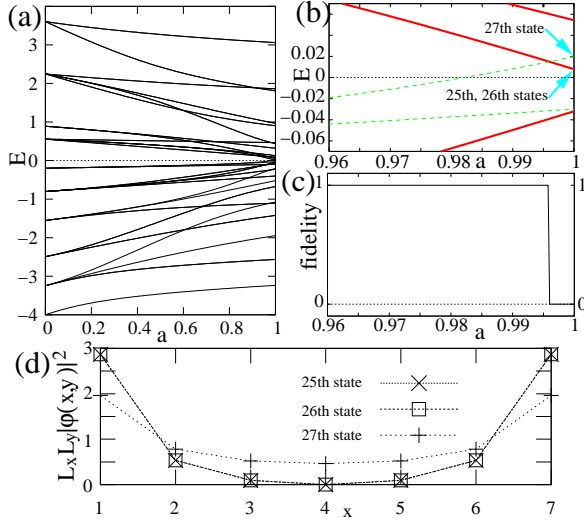 (a)
3
2
1
E
0
−1
−2
−3
−4
0 0.2 0.4 0.6 0.8 1
a
(b)
27th state
0.02
E
0
−0.02
25th, 26th states
−0.04
−0.06
0.96 0.97 0.98 0.99 1
a
(c)
1 1
fidelity
0 0
0.96 0.97 0.98 0.99 1
a
(d)
3
25th state
2
26th state
1
27th state
0
L_xL_y|φ(x,y)|^2
1 2 3 4 5 6 7
x